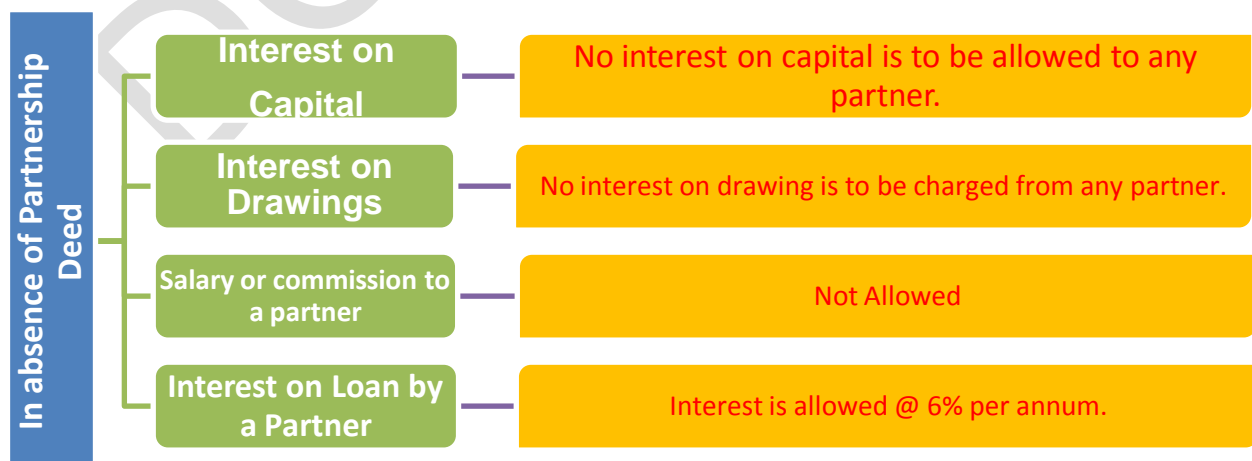 In absence of Partnership
Deed
Interest on
Capital
No interest on capital is to be allowed to any
partner.
Interest on
Drawings
No interest on drawing is to be charged from any partner.
Salary or commission to
a partner
Not Allowed
Interest on Loan by
a Partner
Interest is allowed @ 6% per annum.